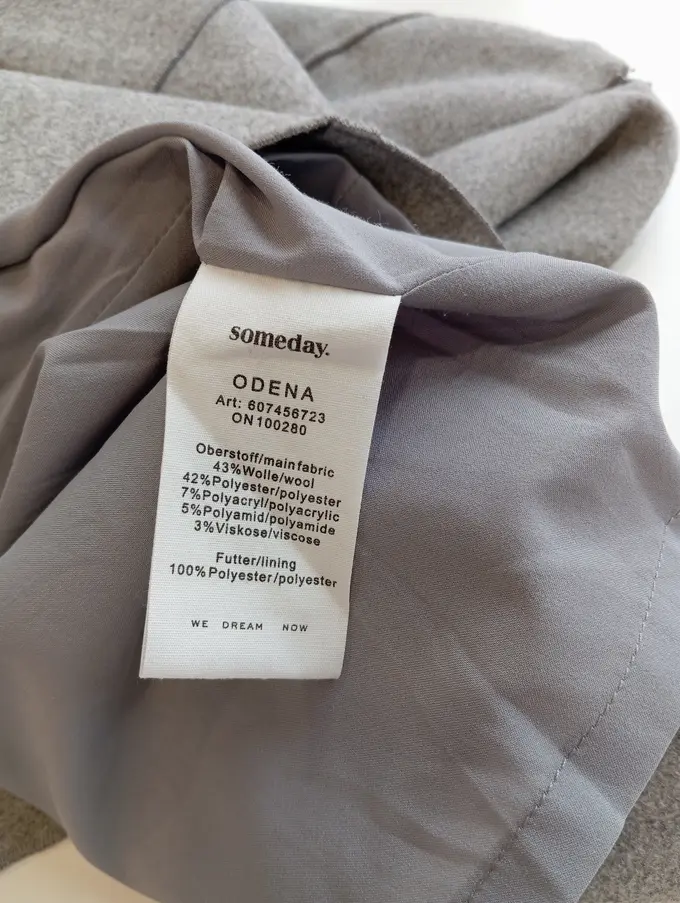 someday.
ODENA
Art: 607456723
ON100280
Oberstoff/mainfabric
43%Wolle/wool
42%Polyester/polyester
7%Polyacryl/polyacrylic
5%Polyamid/polyamide
3%Viskose/viscose
Futter/lining
100%Polyester/polyester
WE DREAM NOW